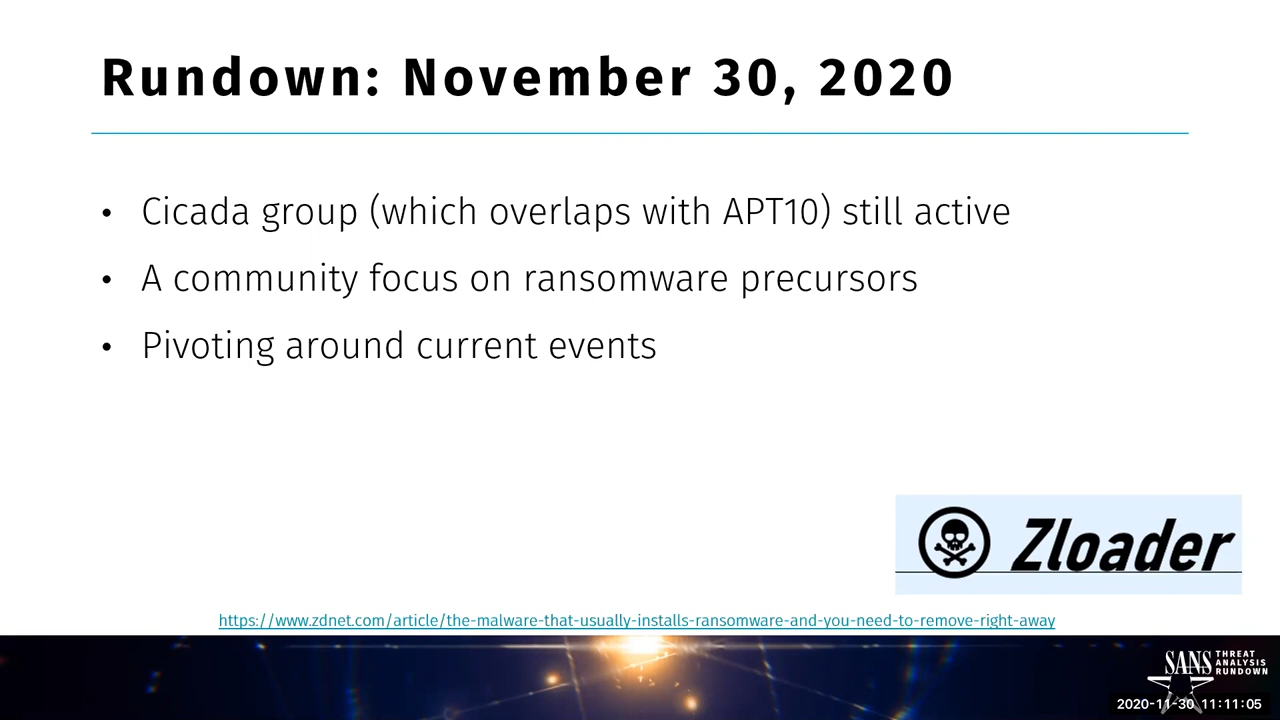 Rundown: November 30, 2020
• Cicada group (which overlaps with APT10) still active
• A community focus on ransomware precursors
• Pivoting around current events
Zloader
https://www.zdnet.com/article/the-malware-that-usually-installs-ransomware-and-you-need-to-remove-right-away
SANS THREAT
ANALYSIS
RUNDOWN
2020-11-30 11:11:05